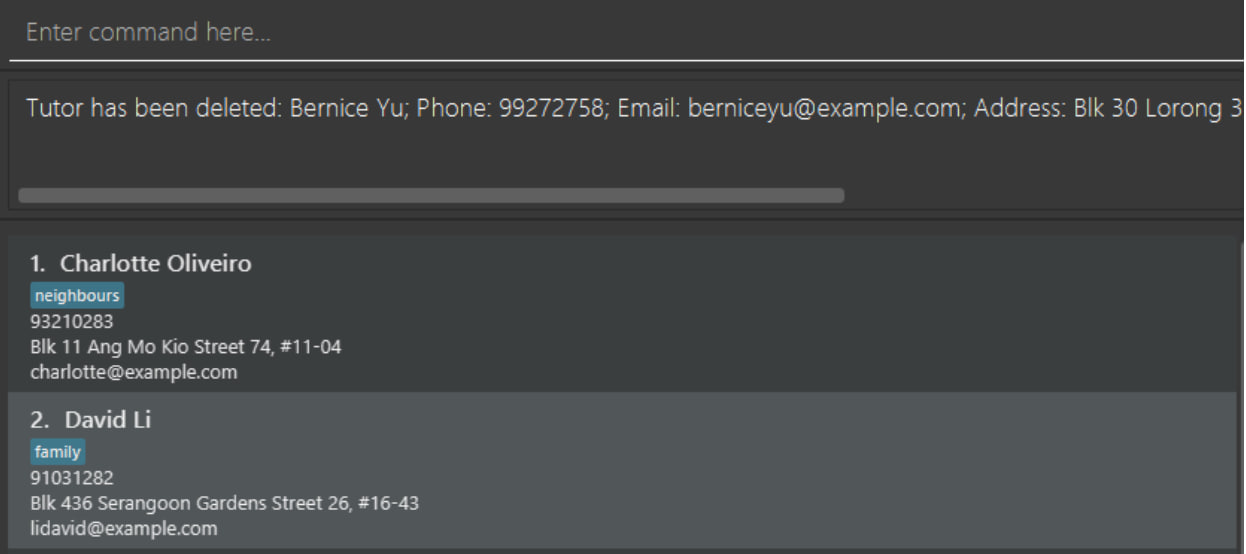 Enter command here...
Tutor has been deleted: Bernice Yu; Phone: 99272758; Email: berniceyu@example.com; Address: Blk 30 Lorong 3
1. Charlotte Oliveiro
neighbours
93210283
Blk 11 Ang Mo Kio Street 74, #11-04
charlotte@example.com
2. David Li
family
91031282
Blk 436 Serangoon Gardens Street 26, #16-43
lidavid@example.com